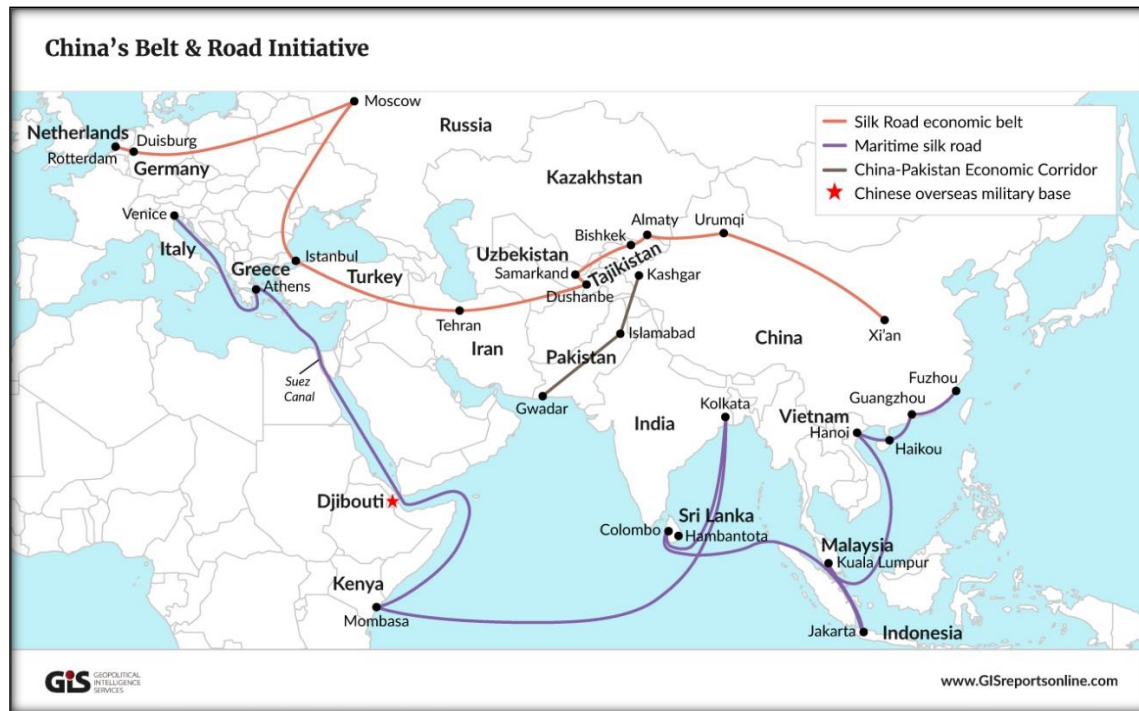 China's Belt & Road Initiative
Moscow
Russia
Silk Road economic belt
Maritime silk road
China-Pakistan Economic Corridor
Chinese overseas military base
Netherlands
Duisburg
Rotterdam
Germany
Kazakhstan
Venice
Italy
Almaty
Urumqi
Bishkek
Uzbekistan
Samarkand
Tajikistan
Dushanbe
Kashgar
Istanbul
Greece
Athens
Turkey
Tehran
Iran
Islamabad
Pakistan
China
Xi'an
Suez
Canal
Gwadar
India
Kolkata
Fuzhou
Guangzhou
Vietnam
Hanoi
Haikou
Djibouti
Colombo
Sri Lanka
Hambantota
Malaysia
Kuala Lumpur
Kenya
Mombasa
Jakarta
Indonesia
GIS
GEOPOLITICAL
INTELLIGENCE
SERVICES
www.GISreportsonline.com